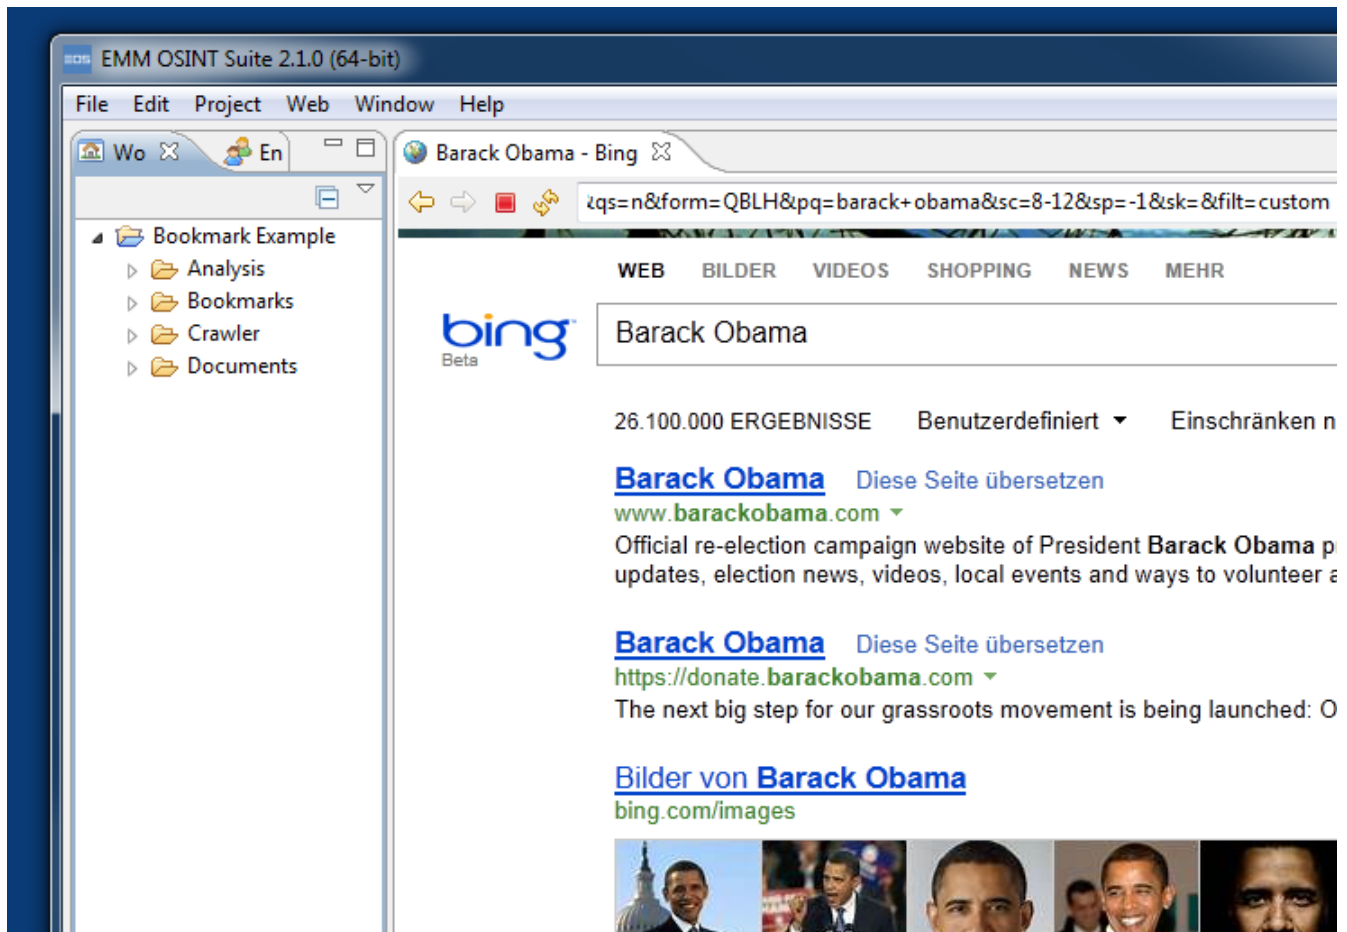 EOS EMM OSINT Suite 2.1.0 (64-bit)
File Edit Project Web Window Help
Wo En
Barack Obama - Bing
qs=n&form=QBLH&pq=barack+obama&sc=8-12&sp=-1&sk=&filt=custom
Bookmark Example
Analysis
Bookmarks
Crawler
Documents
WEB BILDER VIDEOS SHOPPING NEWS MEHR
bing
Beta
Barack Obama
26.100.000 ERGEBNISSE Benutzerdefiniert Einschränken n
Barack Obama Diese Seite übersetzen
www.barackobama.com
Official re-election campaign website of President Barack Obama p
updates, election news, videos, local events and ways to volunteer a
Barack Obama Diese Seite übersetzen
https://donate.barackobama.com
The next big step for our grassroots movement is being launched: O
Bilder von Barack Obama
bing.com/images